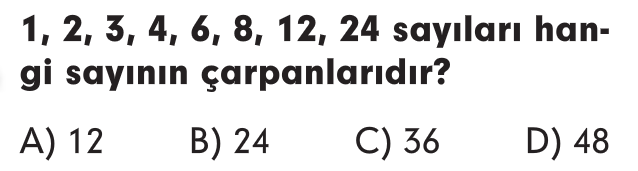 1, 2, 3, 4, 6, 8, 12, 24 sayıları han-
gi sayının çarpanlarıdır?
A) 12 B) 24 C) 36 D) 48